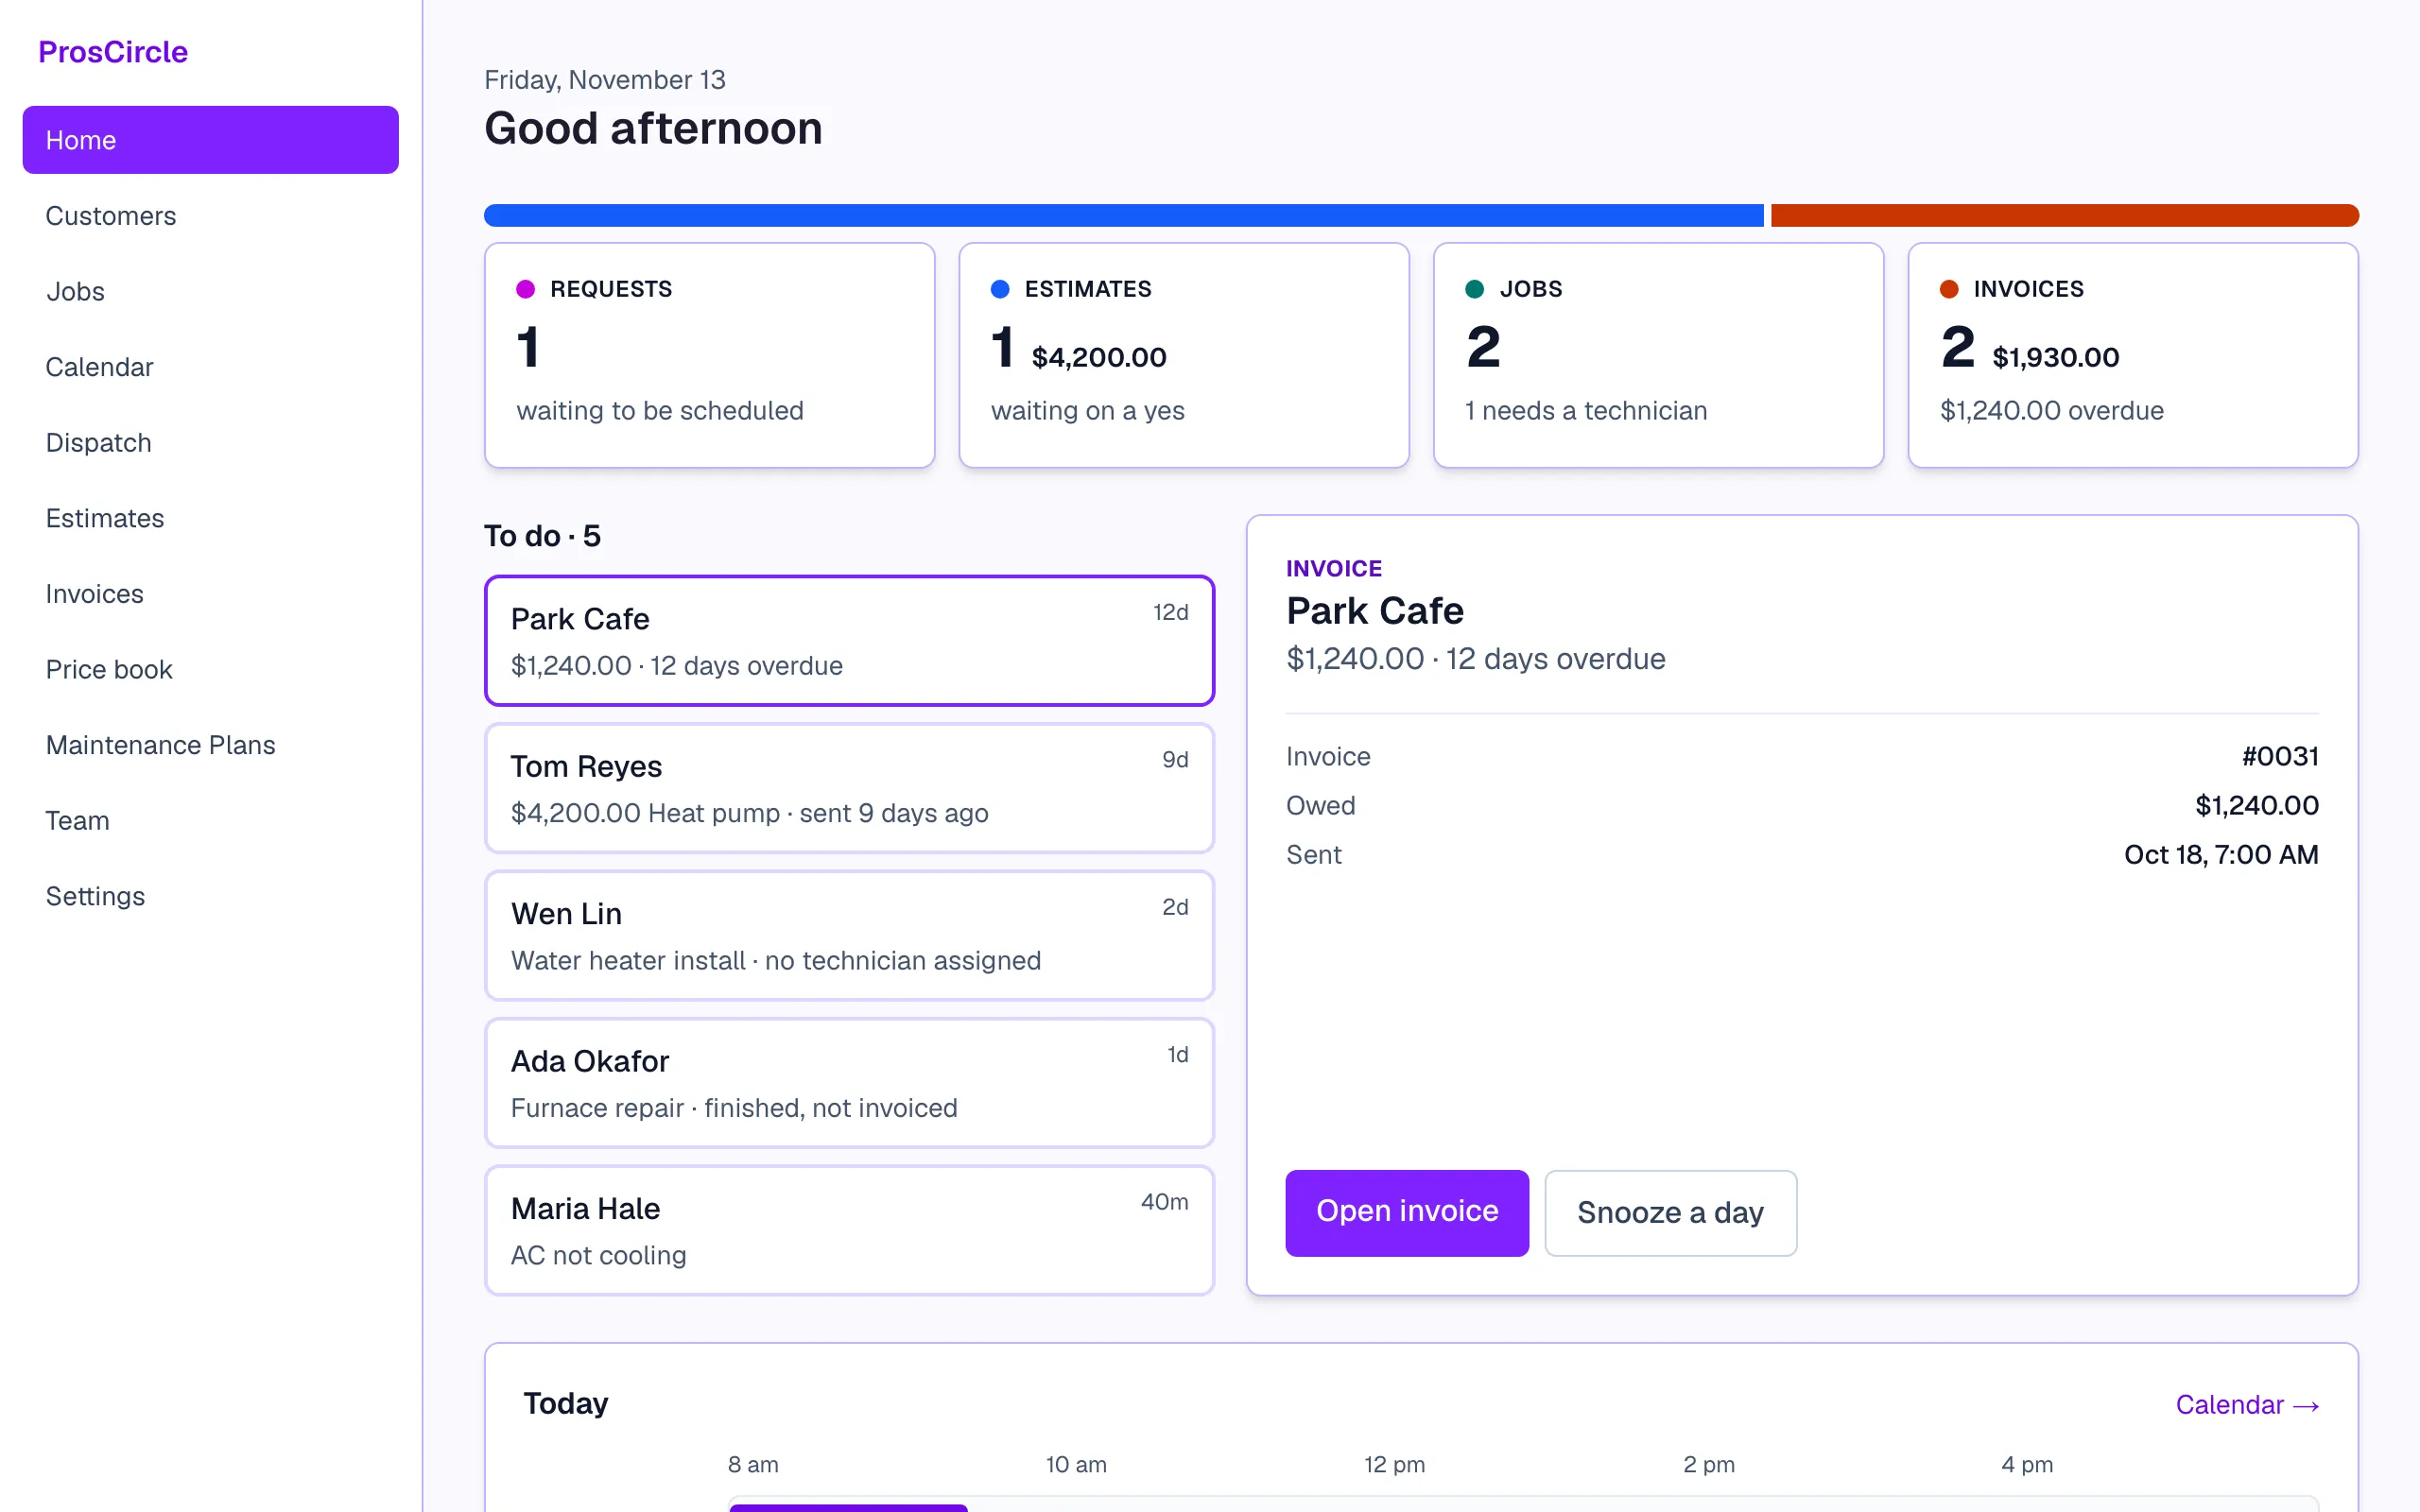 ProsCircle
Home
Customers
Jobs
Calendar
Dispatch
Estimates
Invoices
Price book
Maintenance Plans
Team
Settings
Friday, November 13
Good afternoon
REQUESTS
1
waiting to be scheduled
ESTIMATES
1 $4,200.00
waiting on a yes
JOBS
2
1 needs a technician
INVOICES
2 $1,930.00
$1,240.00 overdue
To do · 5
Park Cafe 12d
$1,240.00 · 12 days overdue
Tom Reyes 9d
$4,200.00 Heat pump · sent 9 days ago
Wen Lin 2d
Water heater install · no technician assigned
Ada Okafor 1d
Furnace repair · finished, not invoiced
Maria Hale 40m
AC not cooling
INVOICE
Park Cafe
$1,240.00 · 12 days overdue
Invoice #0031
Owed $1,240.00
Sent Oct 18, 7:00 AM
Open invoice Snooze a day
Today Calendar →
8 am 10 am 12 pm 2 pm 4 pm